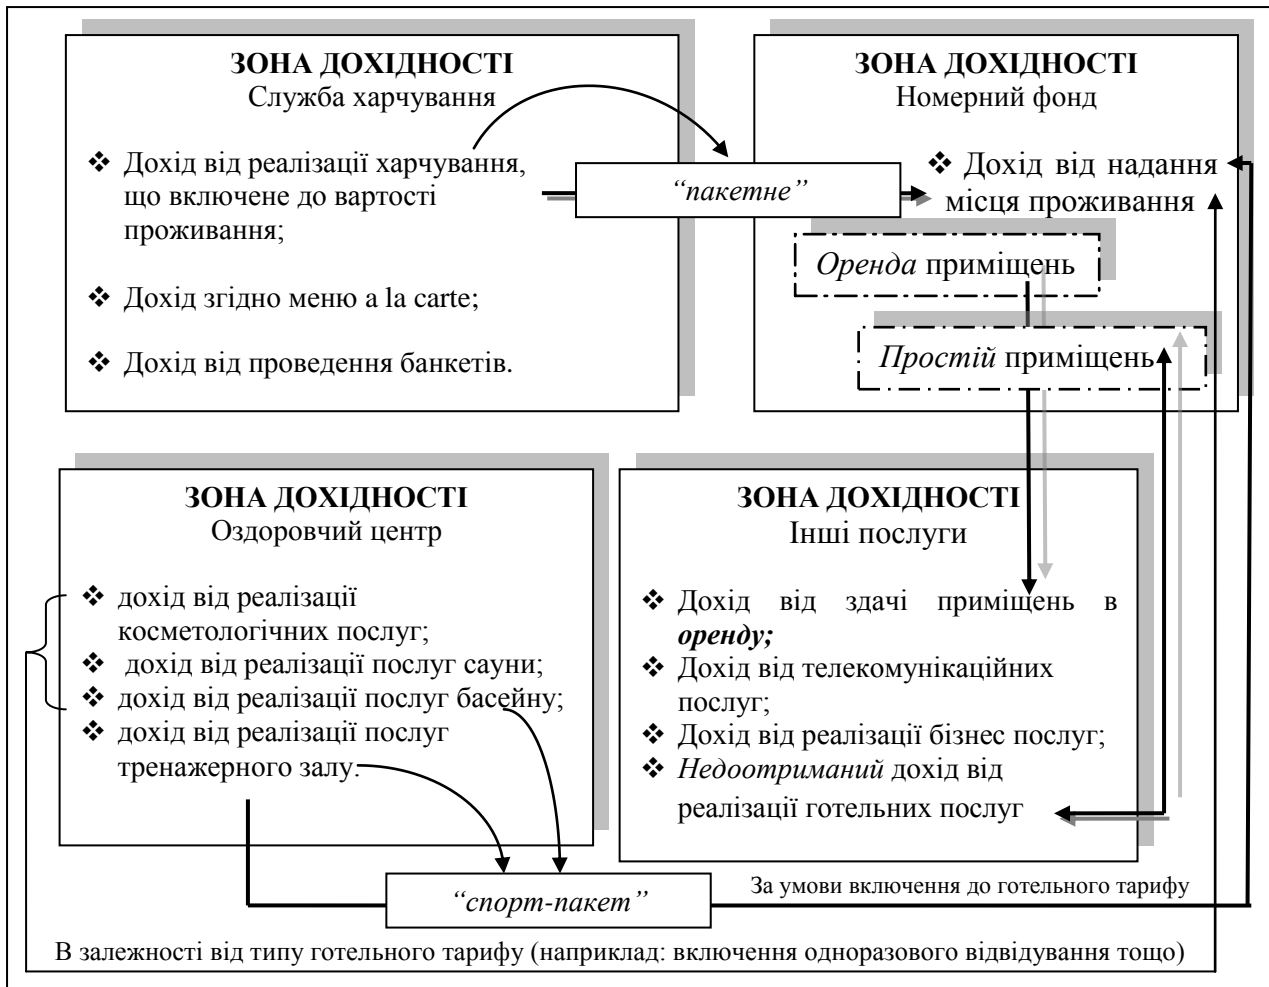 ЗОНА ДОХІДНОСТІ
Служба харчування
❖ Дохід від реалізації харчування,
що включене до вартості
проживання;
❖ Дохід згідно меню a la carte;
❖ Дохід від проведення банкетів.
“пакетне”
ЗОНА ДОХІДНОСТІ
Номерний фонд
❖ Дохід від надання
місця проживання
Оренда приміщень
Простій приміщень
ЗОНА ДОХІДНОСТІ
Оздоровчий центр
❖ дохід від реалізації
косметологічних послуг;
❖ дохід від реалізації послуг сауни;
❖ дохід від реалізації послуг басейну;
❖ дохід від реалізації послуг
тренажерного залу.
ЗОНА ДОХІДНОСТІ
Інші послуги
❖ Дохід від здачі приміщень в
оренду;
❖ Дохід від телекомунікаційних
послуг;
❖ Дохід від реалізації бізнес послуг;
❖ Недоотриманий дохід від
реалізації готельних послуг
“спорт-пакет”
За умови включення до готельного тарифу
В залежності від типу готельного тарифу (наприклад: включення одноразового відвідування тощо)